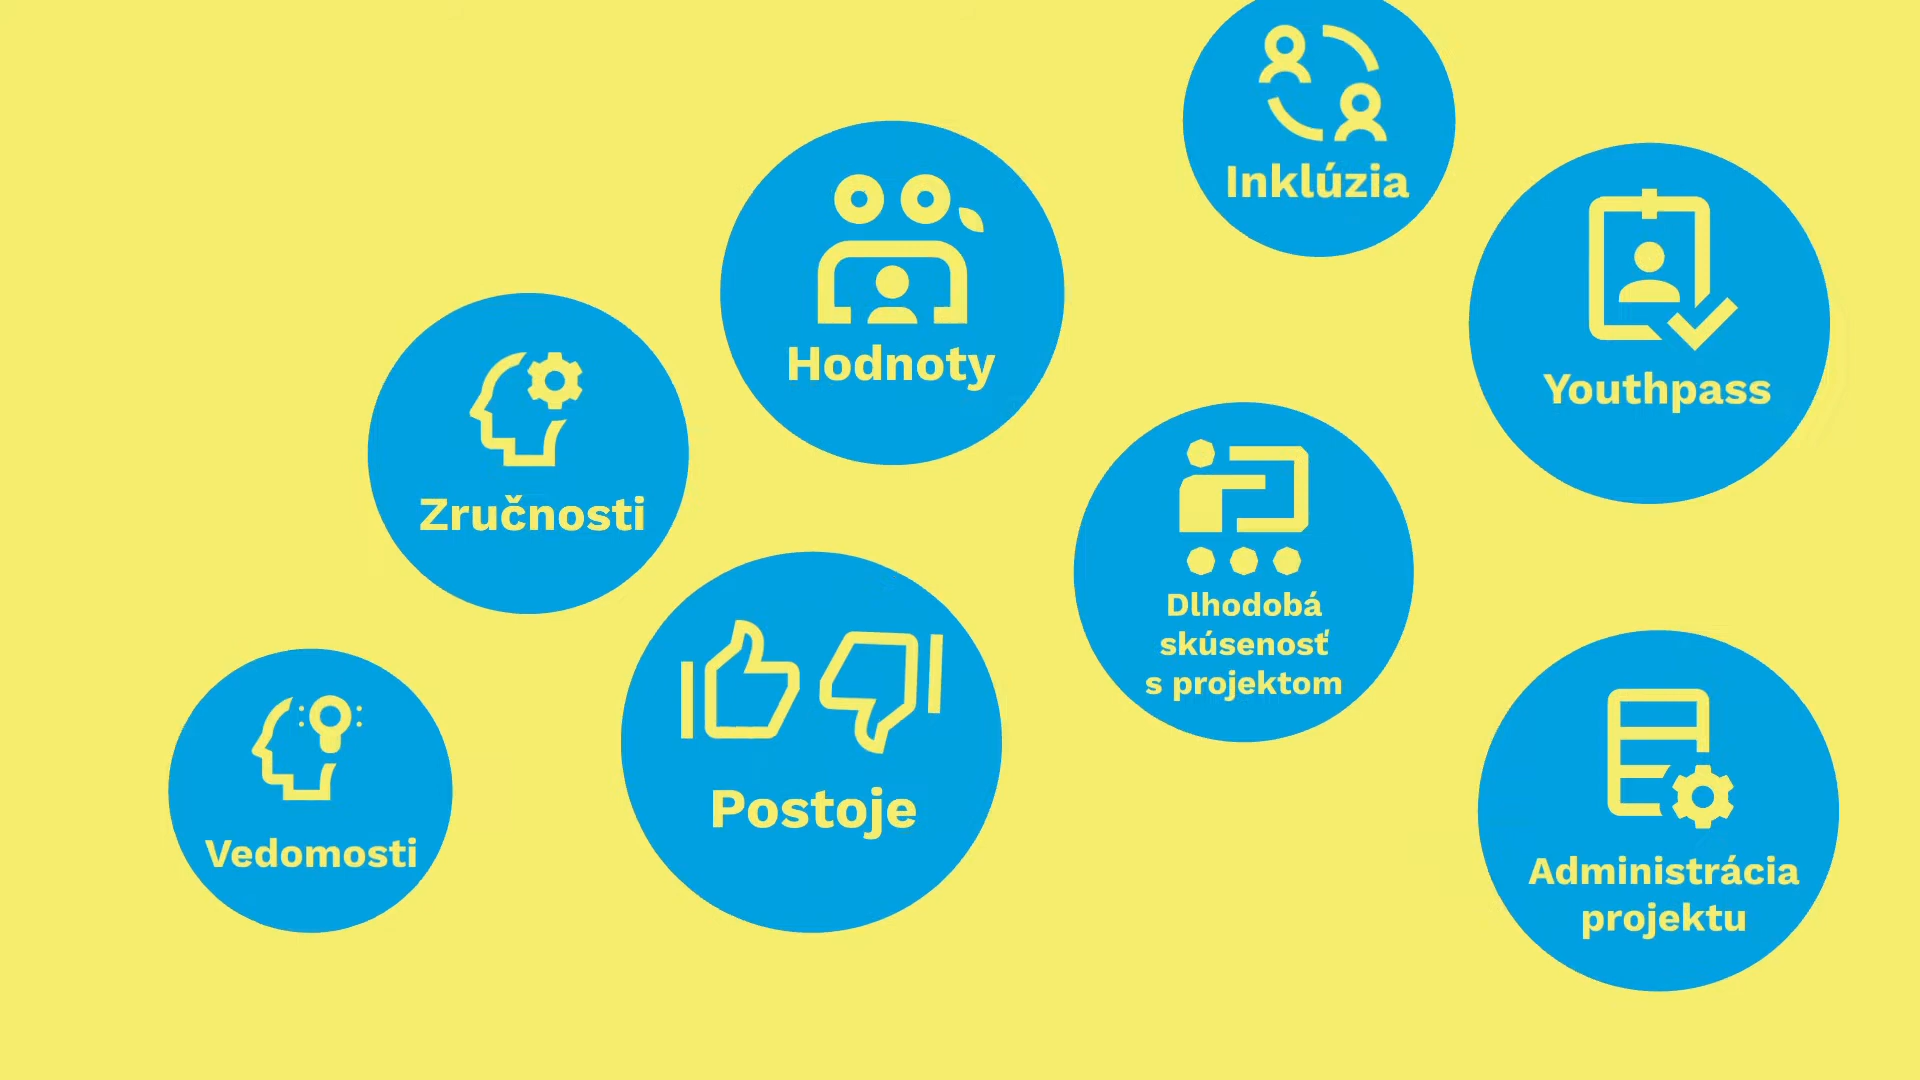 Inklúzia
Hodnoty
Youthpass
Zručnosti
Dlhodobá
skúsenosť
s projektom
Postoje
Vedomosti
Administrácia
projektu